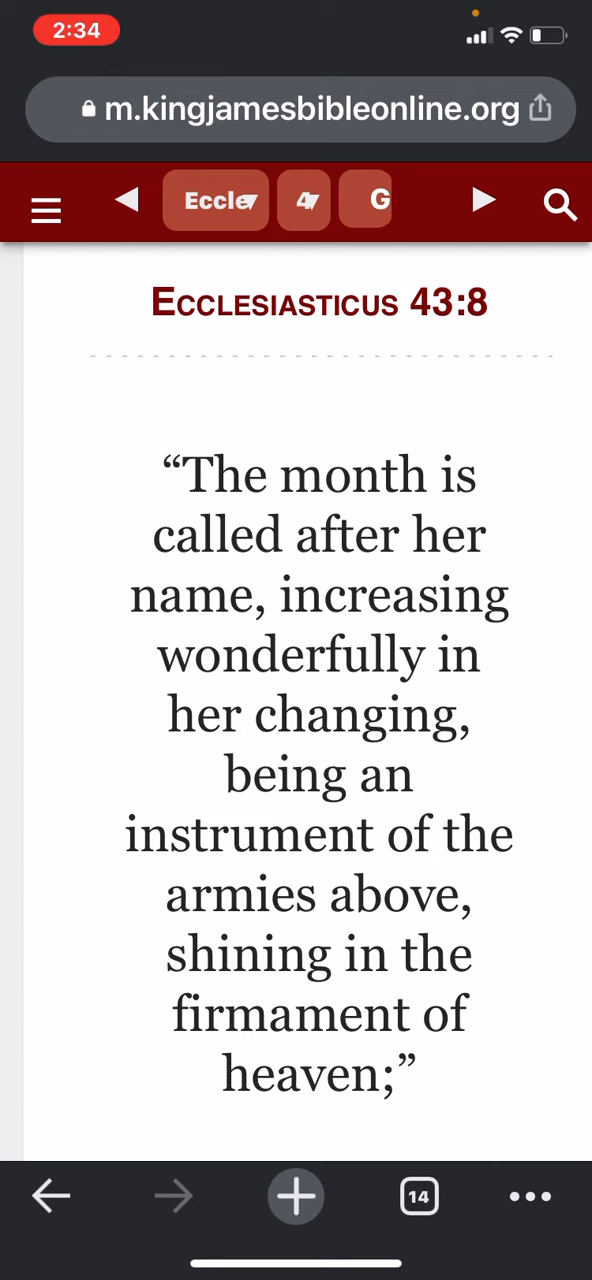 2:34
m.kingjamesbibleonline.org
Eccle 4 G
ECCLESIASTICUS 43:8
“The month is
called after her
name, increasing
wonderfully in
her changing,
being an
instrument of the
armies above,
shining in the
firmament of
heaven;”
14